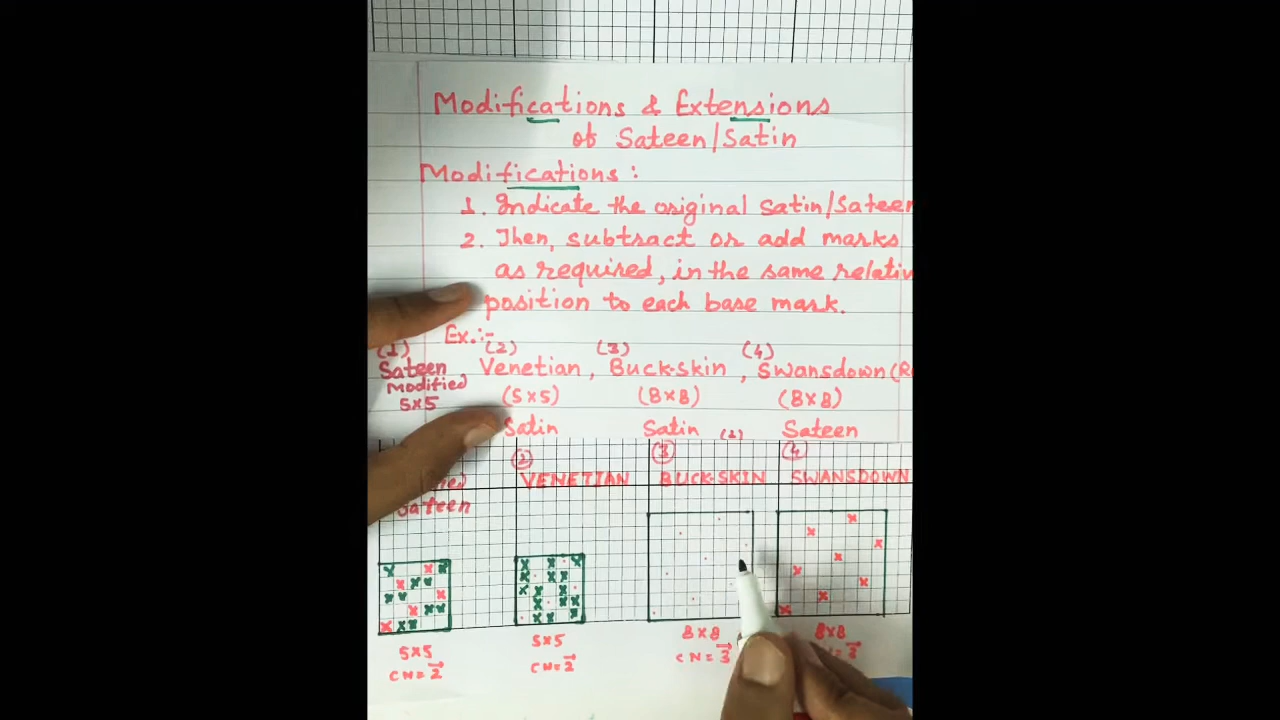 Modifications & Extensions
of Sateen/Satin
Modifications :
1. Indicate the original Satin/Sateen
2. Then, subtract or add marks
as required, in the same relativ
position to each base mark.
Ex.:-
(1) (2) (3) (4)
Sateen Modified 5x5, Venetian, Buck-skin, Swansdown (R
(5x5) (8x8) (8x8)
Satin Satin (1) Sateen
② ③ ④
VENETIAN BUCK-SKIN SWANSDOWN
Sateen
5x5 5x5 8x8 8x8
CN=2 CN=2 CN=3